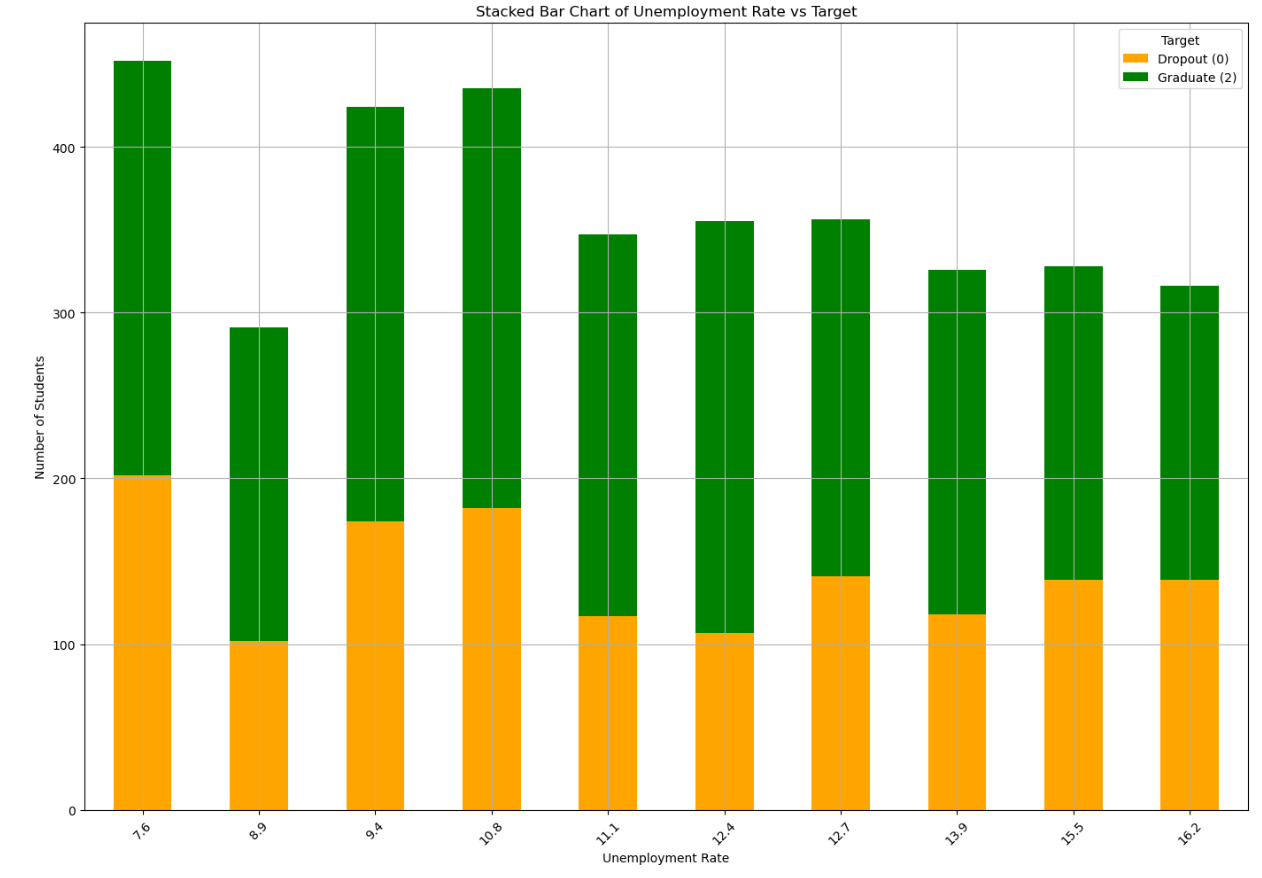 Stacked Bar Chart of Unemployment Rate vs Target
Target
Dropout (0)
Graduate (2)
Number of Students
400
300
200
100
0
7.6
8.9
9.4
10.8
11.1
12.4
12.7
13.9
15.5
16.2
Unemployment Rate